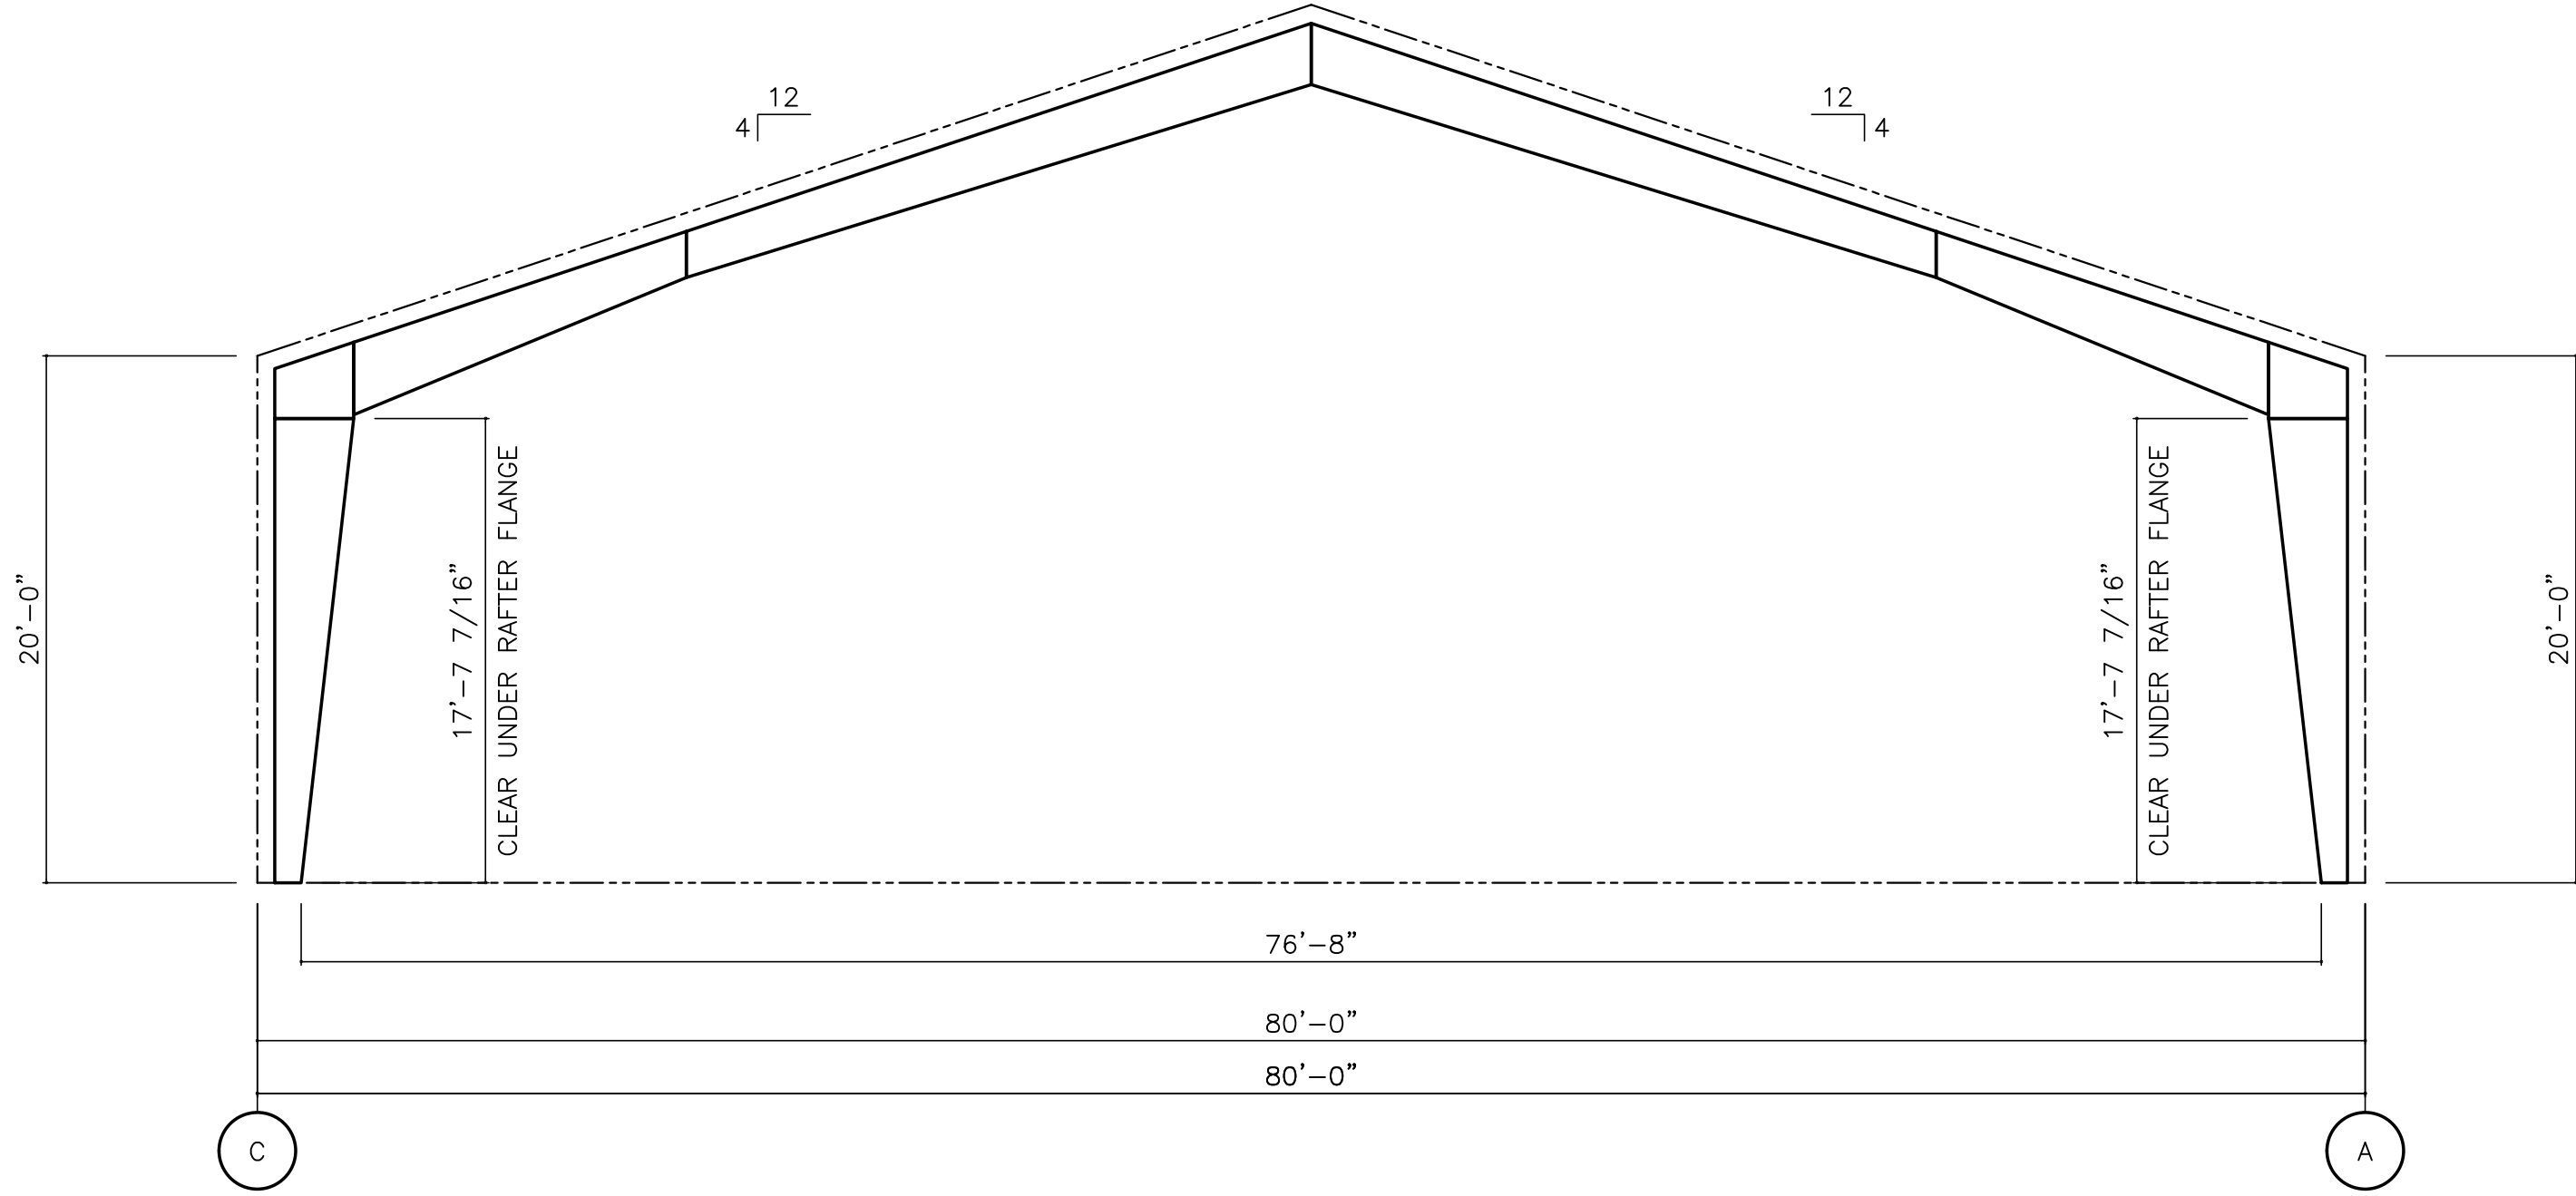 12
4
12
4
20’-0”
17’-7 7/16”
CLEAR UNDER RAFTER FLANGE
17’-7 7/16”
CLEAR UNDER RAFTER FLANGE
20’-0”
76’-8”
80’-0”
80’-0”
C
A